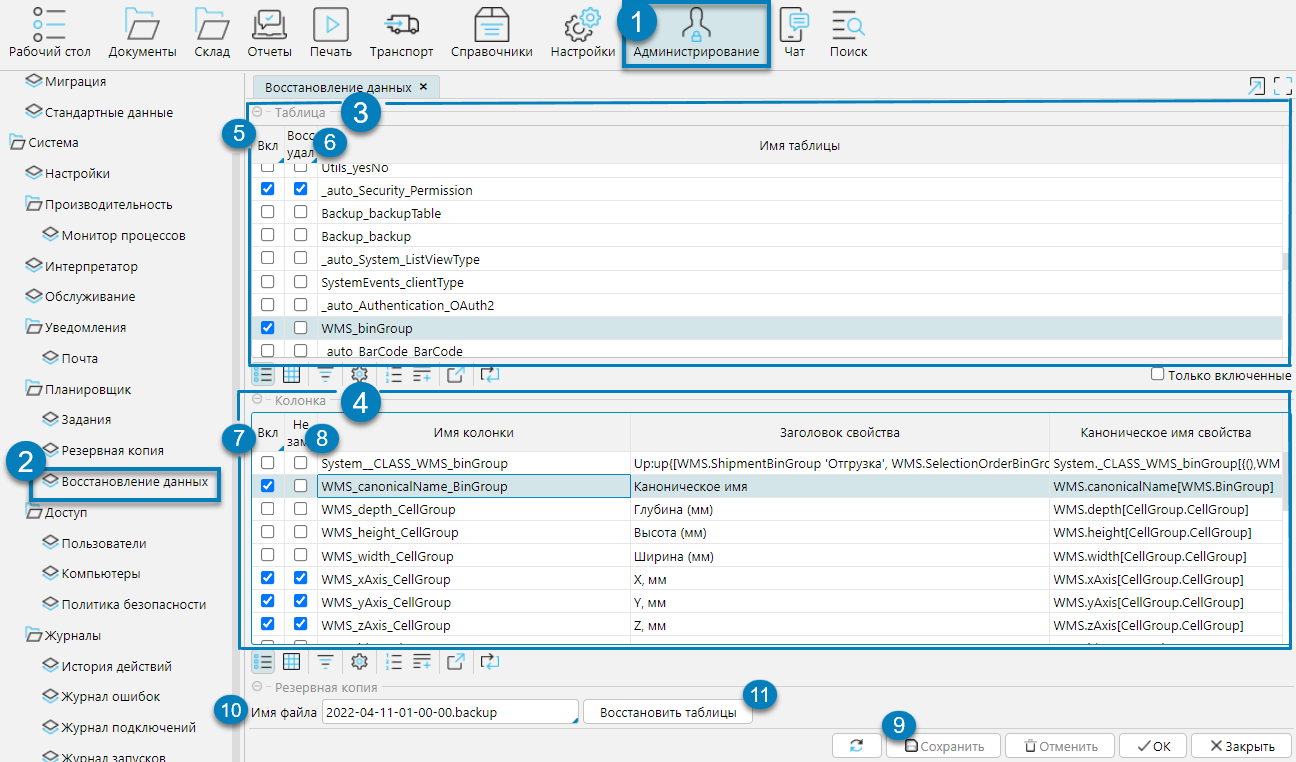 Рабочий стол Документы Склад Отчеты Печать Транспорт Справочники Настройки 1 Администрирование Чат Поиск
Миграция
Стандартные данные
Система
Настройки
Производительность
Монитор процессов
Интерпретатор
Обслуживание
Уведомления
Почта
Планировщик
Задания
Резервная копия
2 Восстановление данных
Доступ
Пользователи
Компьютеры
Политика безопасности
Журналы
История действий
Журнал ошибок
Журнал подключений
Журнал запусков
Восстановление данных ×
Таблица 3
5 Вкл Восс удал 6 Имя таблицы
Utils_yesNo
_auto_Security_Permission
Backup_backupTable
Backup_backup
_auto_System_ListViewType
SystemEvents_clientType
_auto_Authentication_OAuth2
WMS_binGroup
_auto_BarCode_BarCode
Только включенные
Колонка 4
7 Вкл Не зам 8 Имя колонки Заголовок свойства Каноническое имя свойства
System__CLASS_WMS_binGroup Up:up{[WMS.ShipmentBinGroup 'Отгрузка', WMS.SelectionOrderBinGro System._CLASS_WMS_binGroup[{(),WM
WMS_canonicalName_BinGroup Каноническое имя WMS.canonicalName[WMS.BinGroup]
WMS_depth_CellGroup Глубина (мм) WMS.depth[CellGroup.CellGroup]
WMS_height_CellGroup Высота (мм) WMS.height[CellGroup.CellGroup]
WMS_width_CellGroup Ширина (мм) WMS.width[CellGroup.CellGroup]
WMS_xAxis_CellGroup X, мм WMS.xAxis[CellGroup.CellGroup]
WMS_yAxis_CellGroup Y, мм WMS.yAxis[CellGroup.CellGroup]
WMS_zAxis_CellGroup Z, мм WMS.zAxis[CellGroup.CellGroup]
Резервная копия
10 Имя файла 2022-04-11-01-00-00.backup Восстановить таблицы 11
9 Сохранить Отменить OK Закрыть